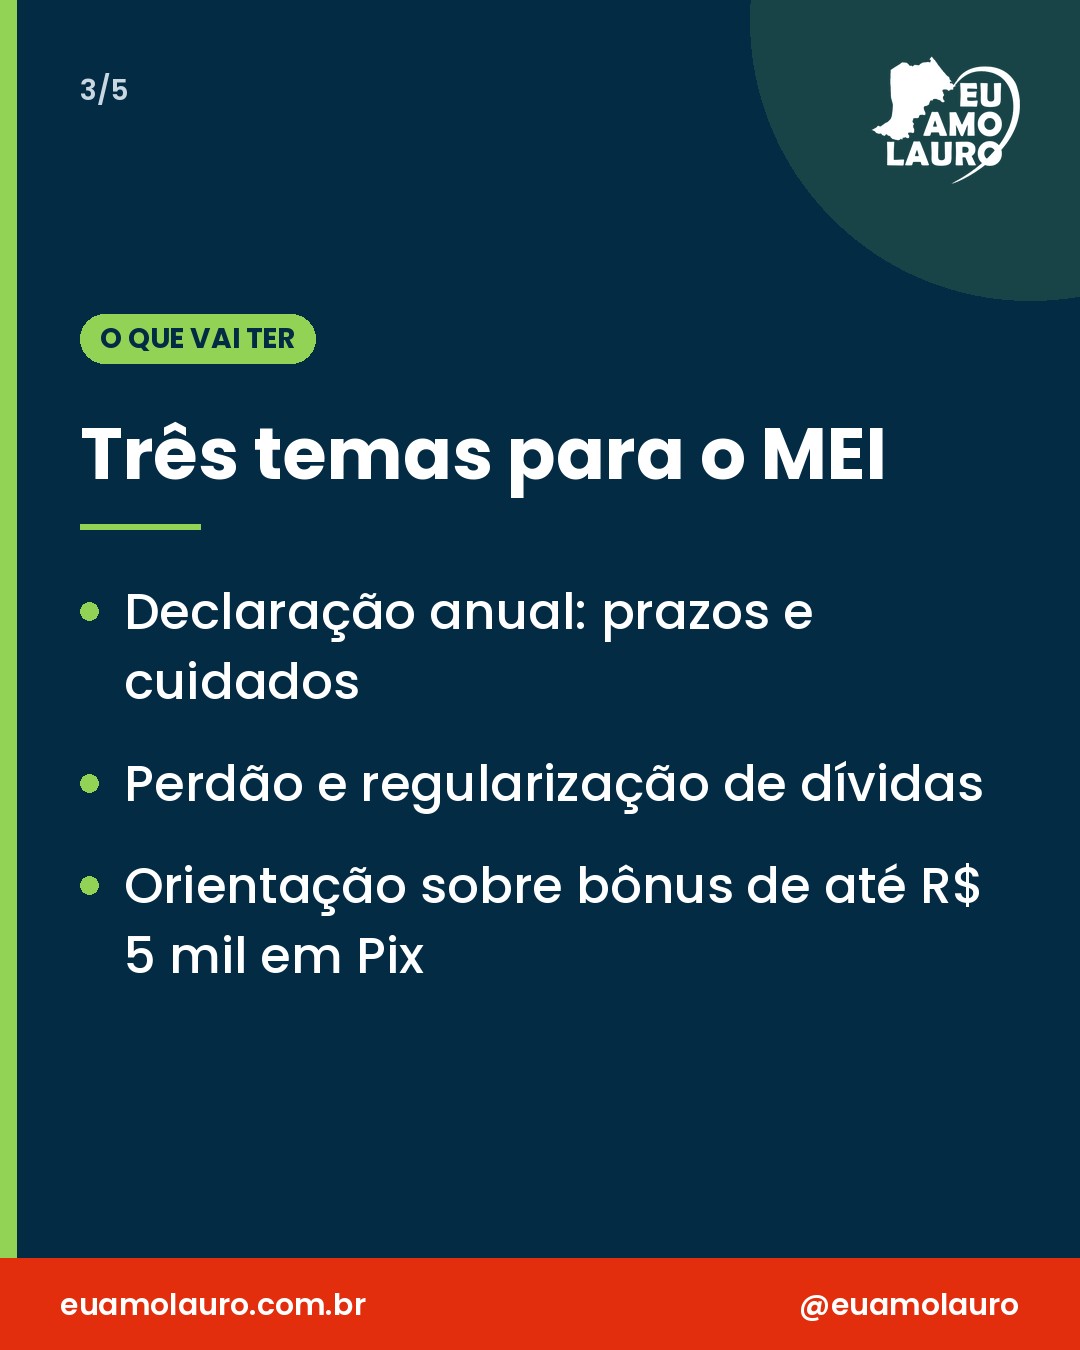 3/5
EU
AMO
LAURO
O QUE VAI TER
Três temas para o MEI
Declaração anual: prazos e
cuidados
Perdão e regularização de dívidas
Orientação sobre bônus de até R$
5 mil em Pix
euamolauro.com.br
@euamolauro